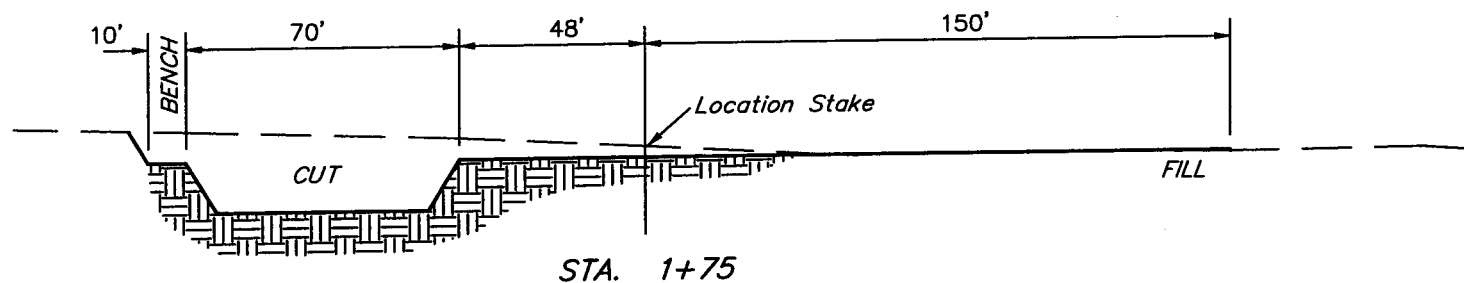 10' 70' 48' 150'
BENCH
Location Stake
CUT
FILL
STA. 1+75